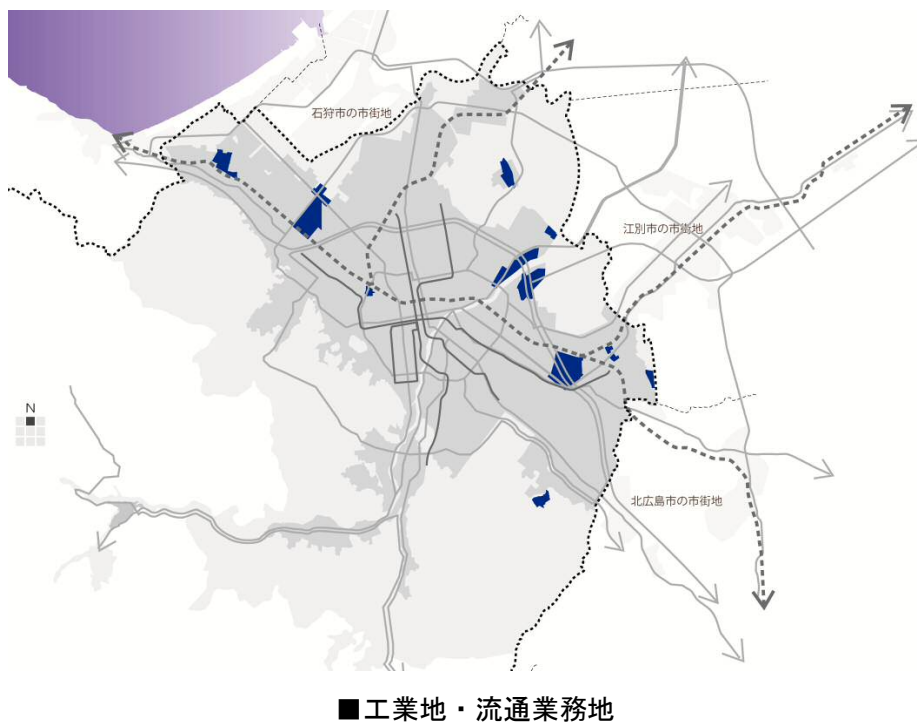 石狩市の市街地
江別市の市街地
N
北広島市の市街地
■工業地・流通業務地